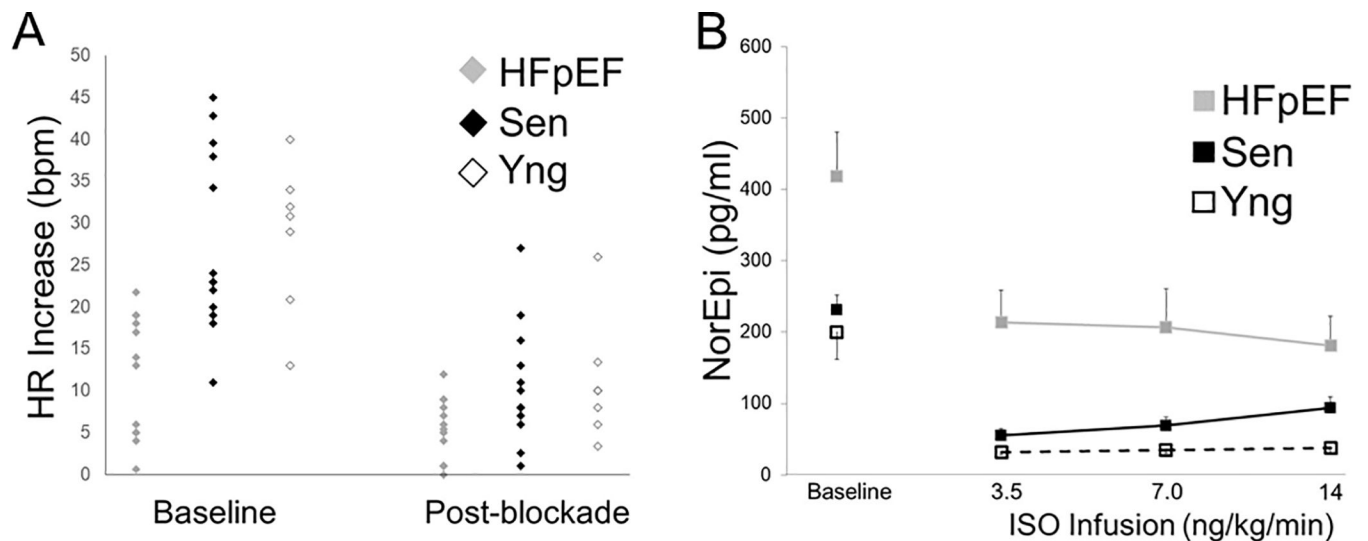 A
HR Increase (bpm)
50
45
40
35
30
25
20
15
10
5
0
HFpEF
Sen
Yng
Baseline
Post-blockade
B
NorEpi (pg/ml)
600
500
400
300
200
100
0
HFpEF
Sen
Yng
Baseline
3.5
7.0
14
ISO Infusion (ng/kg/min)